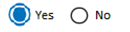 Yes No